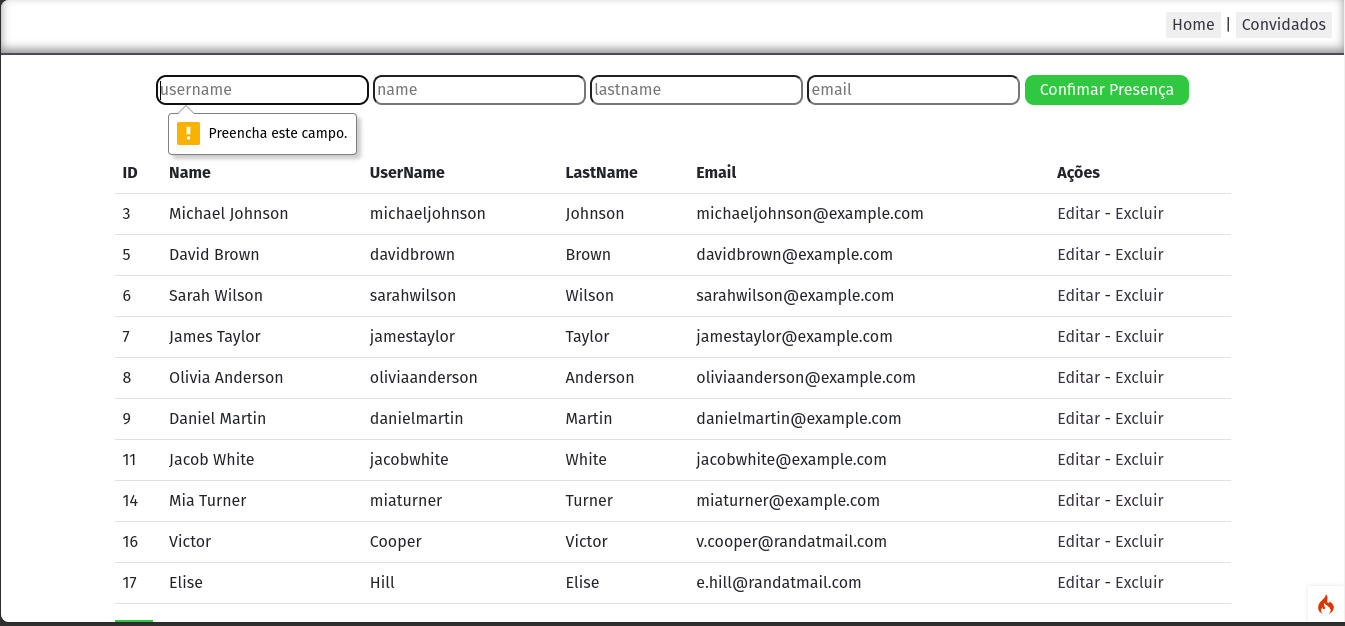 Home | Convidados
username name lastname email Confimar Presença
Preencha este campo.
ID Name UserName LastName Email Ações
3 Michael Johnson michaeljohnson Johnson michaeljohnson@example.com Editar - Excluir
5 David Brown davidbrown Brown davidbrown@example.com Editar - Excluir
6 Sarah Wilson sarahwilson Wilson sarahwilson@example.com Editar - Excluir
7 James Taylor jamestaylor Taylor jamestaylor@example.com Editar - Excluir
8 Olivia Anderson oliviaanderson Anderson oliviaanderson@example.com Editar - Excluir
9 Daniel Martin danielmartin Martin danielmartin@example.com Editar - Excluir
11 Jacob White jacobwhite White jacobwhite@example.com Editar - Excluir
14 Mia Turner miaturner Turner miaturner@example.com Editar - Excluir
16 Victor Cooper Victor v.cooper@randatmail.com Editar - Excluir
17 Elise Hill Elise e.hill@randatmail.com Editar - Excluir